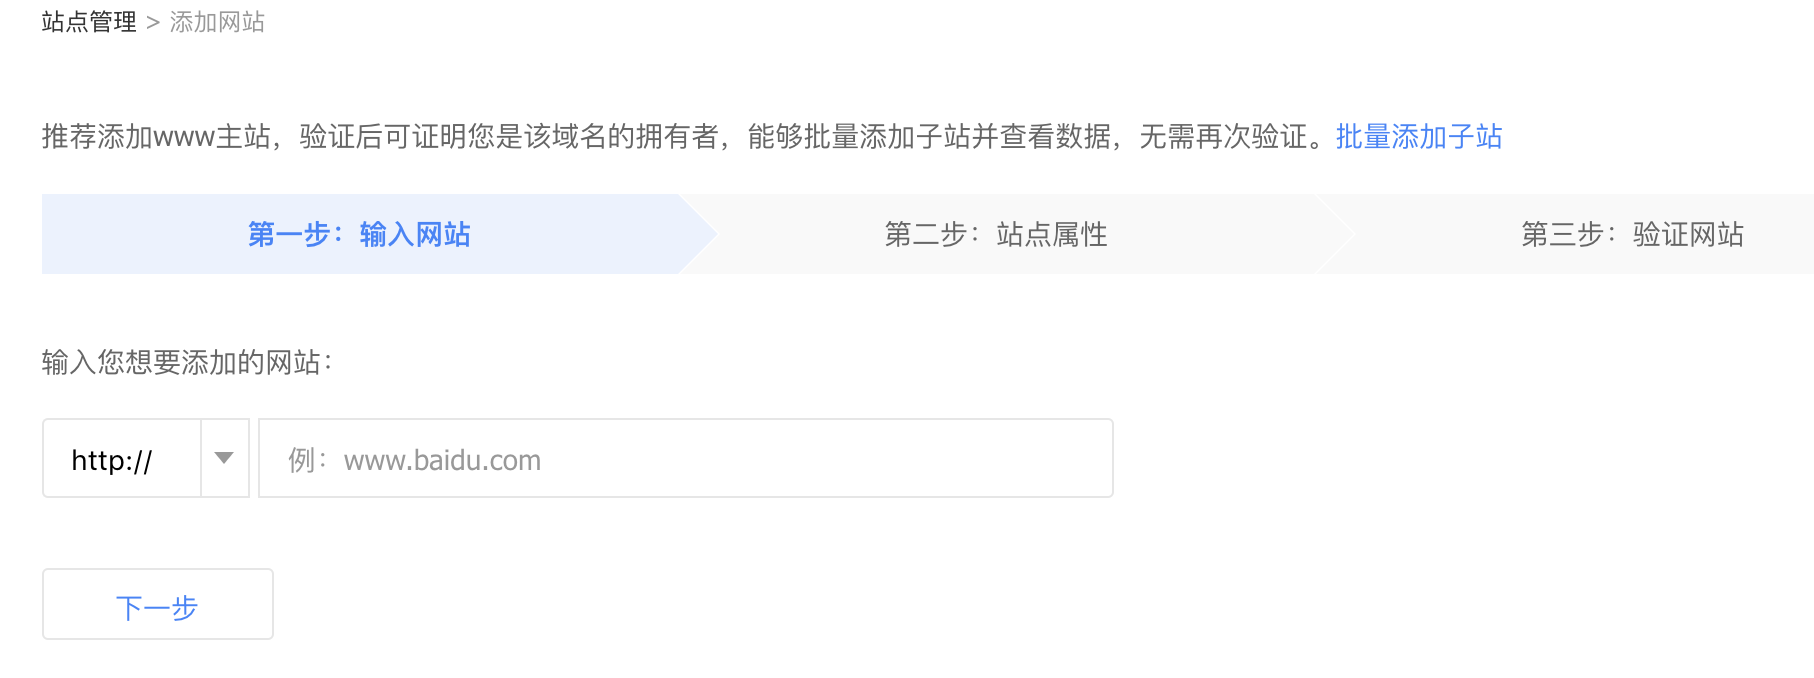 站点管理 > 添加网站
推荐添加www主站，验证后可证明您是该域名的拥有者，能够批量添加子站并查看数据，无需再次验证。批量添加子站
第一步：输入网站 第二步：站点属性 第三步：验证网站
输入您想要添加的网站：
http:// 例：www.baidu.com
下一步